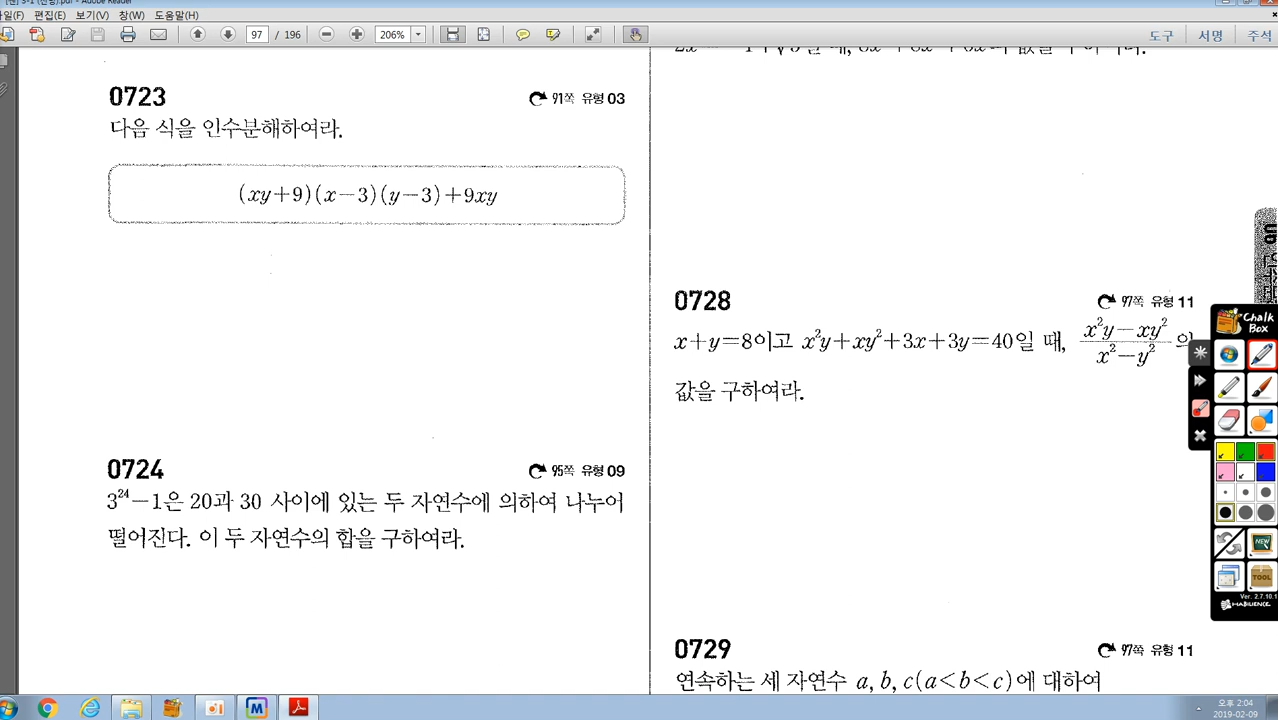 편집(E) 보기(V) 창(W) 도움말(H)
97 / 196 206% 도구 서명 주석
0723 91쪽 유형 03
다음 식을 인수분해하여라.
(xy+9)(x−3)(y−3)+9xy
0724 95쪽 유형 09
3²⁴−1은 20과 30 사이에 있는 두 자연수에 의하여 나누어
떨어진다. 이 두 자연수의 합을 구하여라.
0728 97쪽 유형 11
x+y=8이고 x²y+xy²+3x+3y=40일 때, (x²y−xy²)/(x²−y²)의
값을 구하여라.
0729 97쪽 유형 11
연속하는 세 자연수 a, b, c(a<b<c)에 대하여
Chalk
Box
NEW
TOOL
Ver. 2.7.10.1
HABLIENCE
오후 2:04
2019-02-09